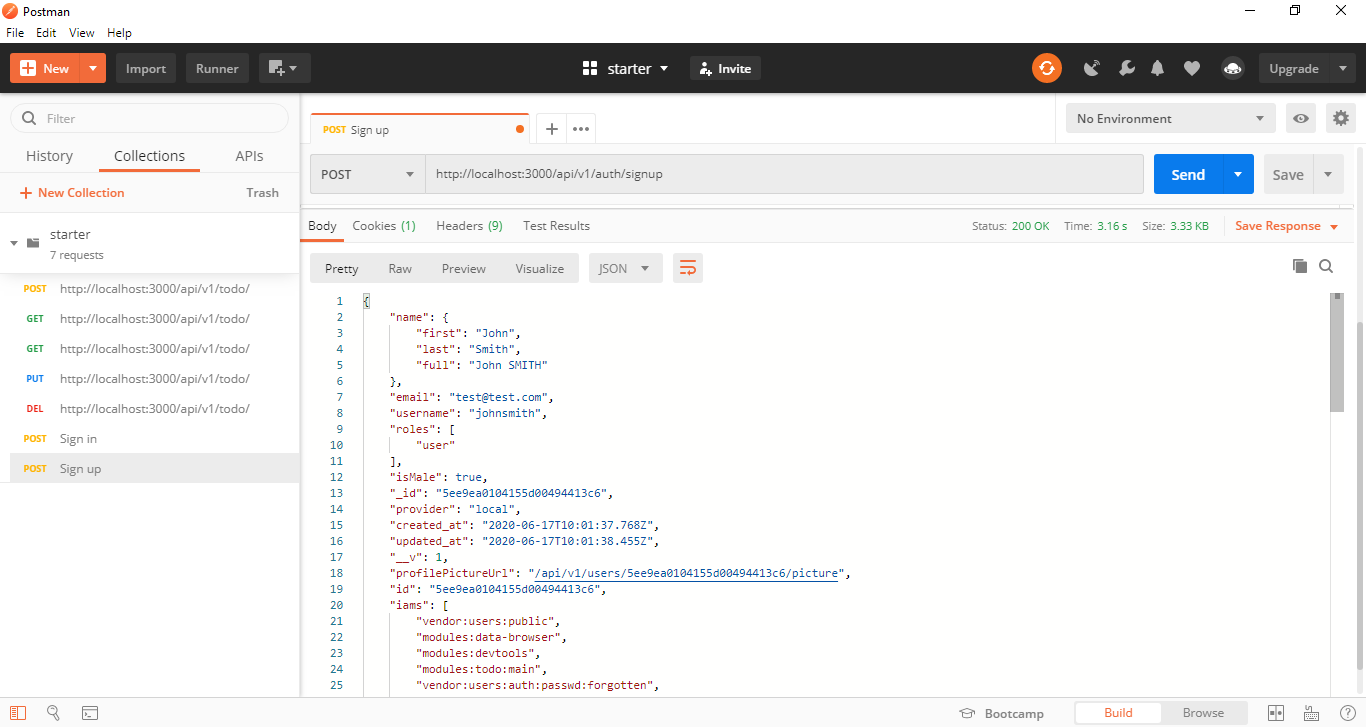 Postman
File Edit View Help
New Import Runner starter Invite Upgrade
Filter
History Collections APIs
New Collection Trash
starter
7 requests
POST http://localhost:3000/api/v1/todo/
GET http://localhost:3000/api/v1/todo/
GET http://localhost:3000/api/v1/todo/
PUT http://localhost:3000/api/v1/todo/
DEL http://localhost:3000/api/v1/todo/
POST Sign in
POST Sign up
POST Sign up
No Environment
POST http://localhost:3000/api/v1/auth/signup Send Save
Body Cookies (1) Headers (9) Test Results Status: 200 OK Time: 3.16 s Size: 3.33 KB Save Response
Pretty Raw Preview Visualize JSON
1 {
2 "name": {
3 "first": "John",
4 "last": "Smith",
5 "full": "John SMITH"
6 },
7 "email": "test@test.com",
8 "username": "johnsmith",
9 "roles": [
10 "user"
11 ],
12 "isMale": true,
13 "_id": "5ee9ea0104155d00494413c6",
14 "provider": "local",
15 "created_at": "2020-06-17T10:01:37.768Z",
16 "updated_at": "2020-06-17T10:01:38.455Z",
17 "__v": 1,
18 "profilePictureUrl": "/api/v1/users/5ee9ea0104155d00494413c6/picture",
19 "id": "5ee9ea0104155d00494413c6",
20 "iams": [
21 "vendor:users:public",
22 "modules:data-browser",
23 "modules:devtools",
24 "modules:todo:main",
25 "vendor:users:auth:passwd:forgotten",
Bootcamp Build Browse